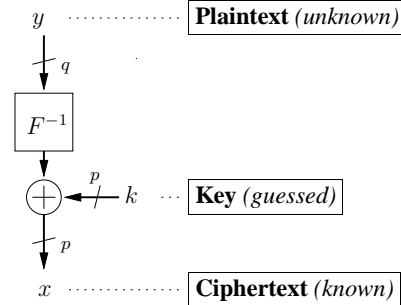 y Plaintext (unknown)
q
F⁻¹
p
k Key (guessed)
p
x Ciphertext (known)